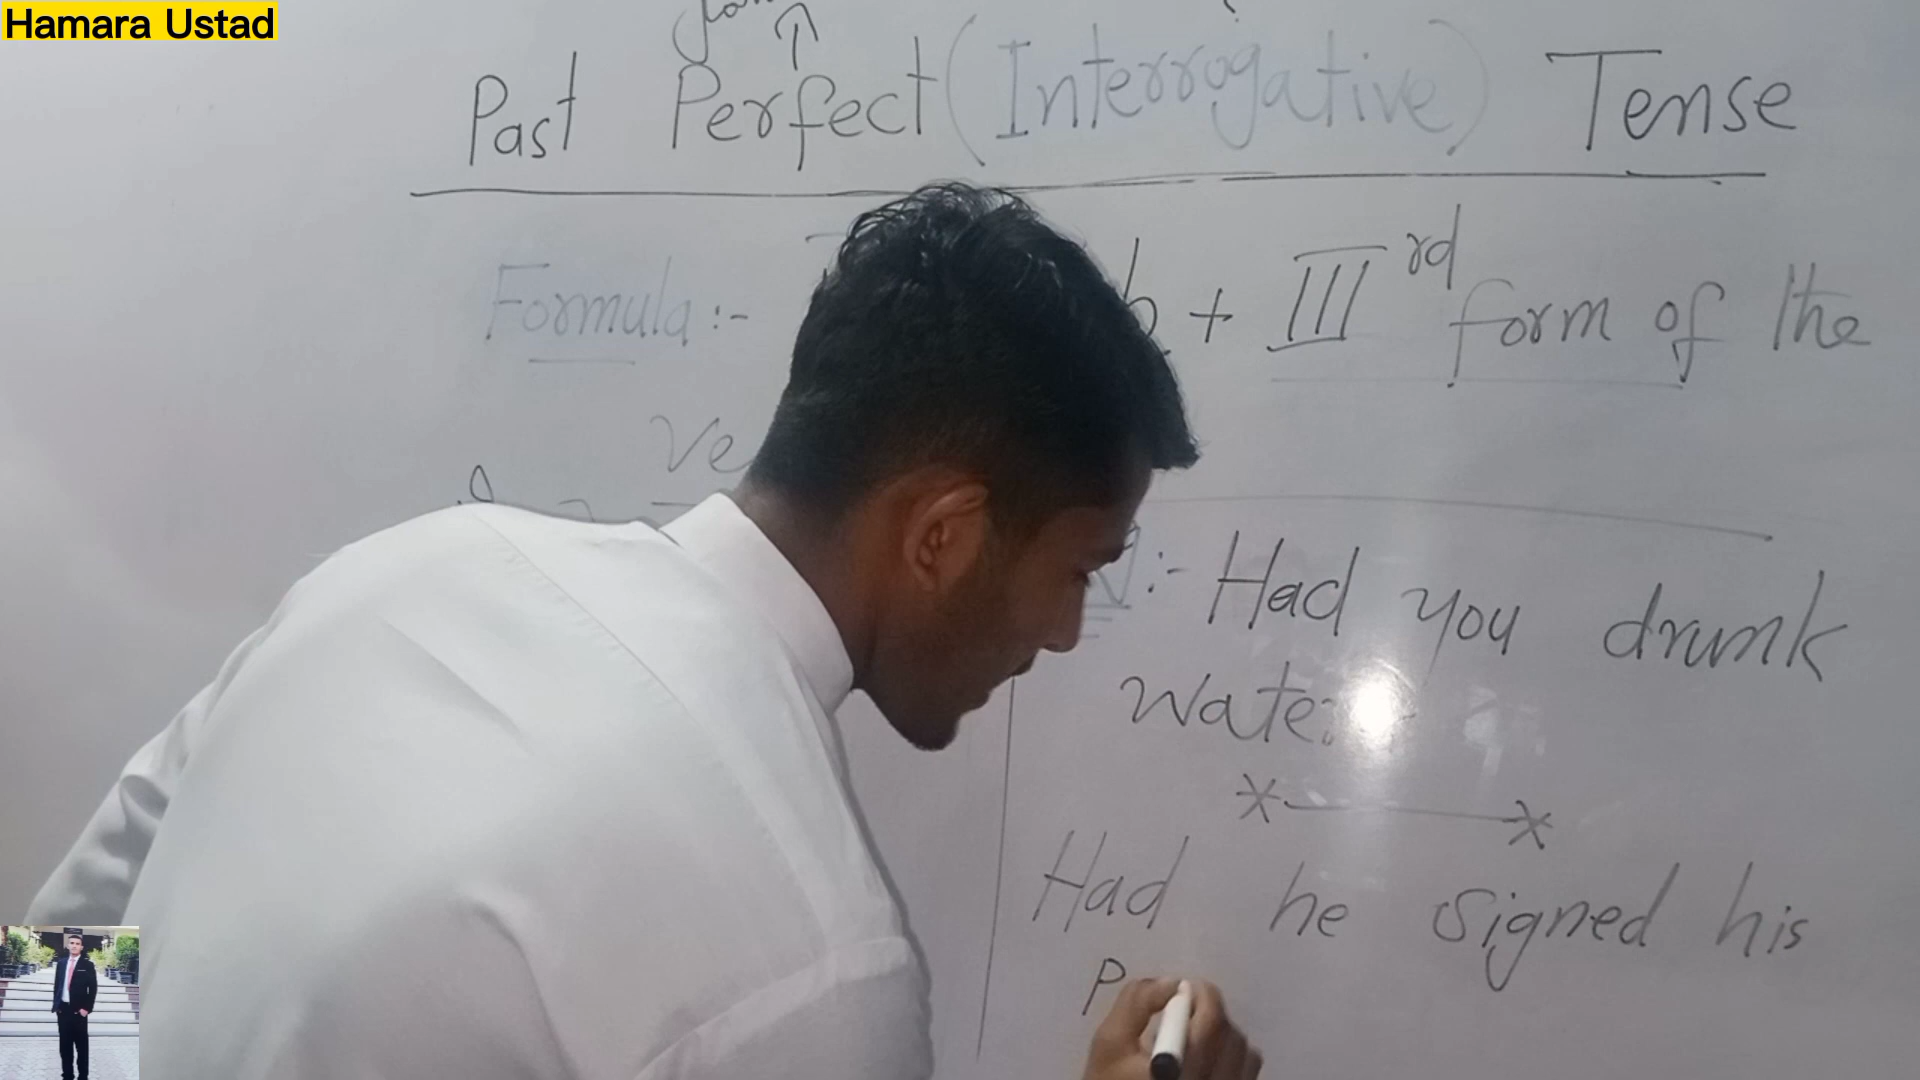 Hamara Ustad
Past Perfect (Interrogative) Tense
Formula :- + III rd form of the
:- Had you drunk
water
Had he signed his
P